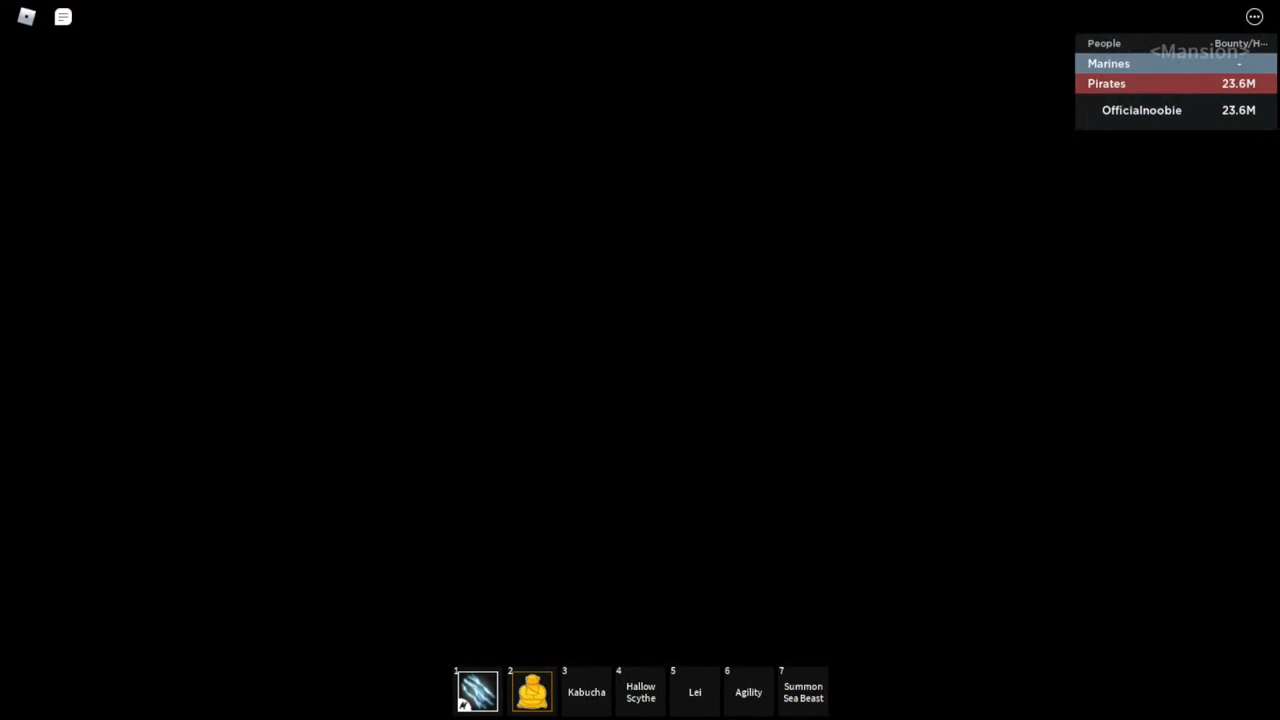 People Bounty/H...
<Mansion>
Marines -
Pirates 23.6M
Officialnoobie 23.6M
1 2 3 4 5 6 7
Kabucha
Hallow
Scythe
Lei
Agility
Summon
Sea Beast